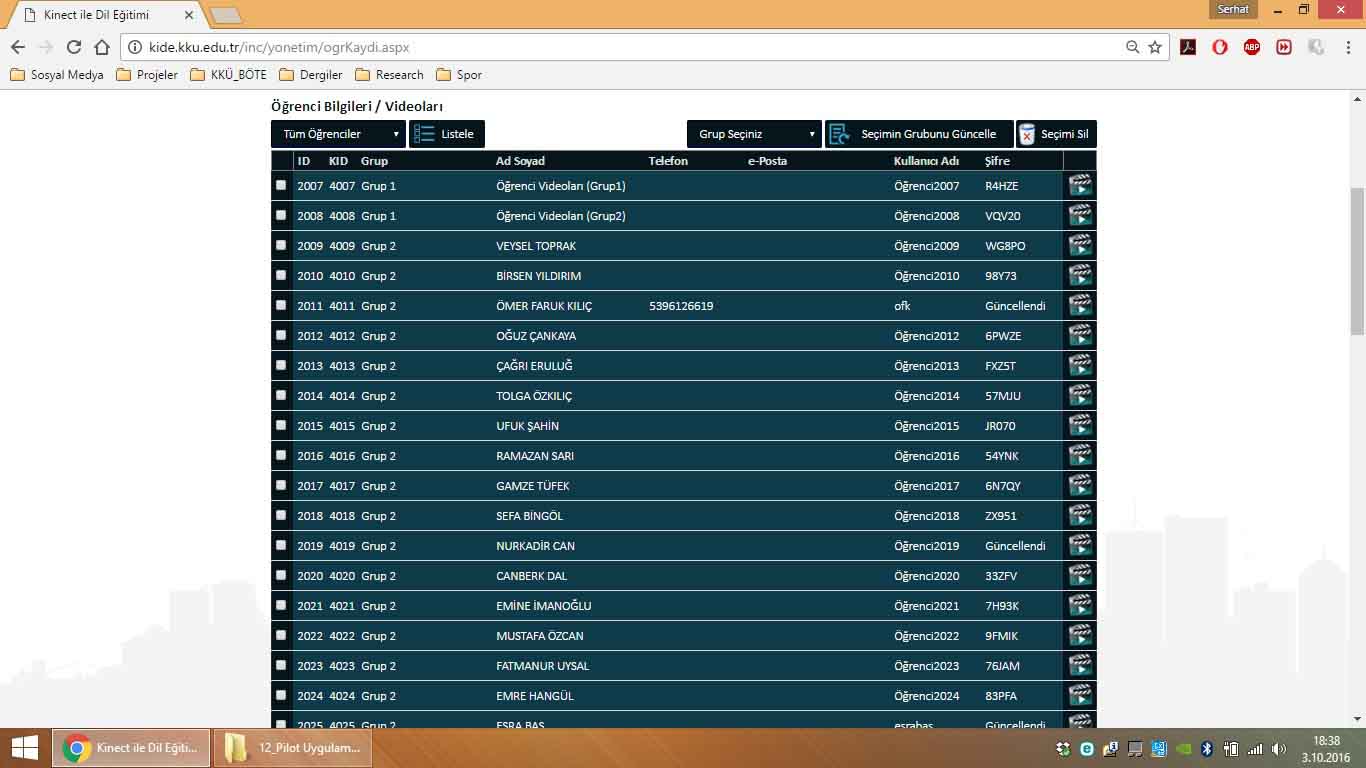 Kinect ile Dil Eğitimi
Serhat
kide.kku.edu.tr/inc/yonetim/ogrKaydi.aspx
Sosyal Medya Projeler KKÜ_BÖTE Dergiler Research Spor
Öğrenci Bilgileri / Videoları
Tüm Öğrenciler Listele Grup Seçiniz Seçimin Grubunu Güncelle Seçimi Sil
ID KID Grup Ad Soyad Telefon e-Posta Kullanıcı Adı Şifre
2007 4007 Grup 1 Öğrenci Videoları (Grup1) Öğrenci2007 R4HZE
2008 4008 Grup 1 Öğrenci Videoları (Grup2) Öğrenci2008 VQV20
2009 4009 Grup 2 VEYSEL TOPRAK Öğrenci2009 WG8PO
2010 4010 Grup 2 BİRSEN YILDIRIM Öğrenci2010 98Y73
2011 4011 Grup 2 ÖMER FARUK KILIÇ 5396126619 ofk Güncellendi
2012 4012 Grup 2 OĞUZ ÇANKAYA Öğrenci2012 6PWZE
2013 4013 Grup 2 ÇAĞRI ERULUĞ Öğrenci2013 FXZ5T
2014 4014 Grup 2 TOLGA ÖZKILIÇ Öğrenci2014 57MJU
2015 4015 Grup 2 UFUK ŞAHİN Öğrenci2015 JR070
2016 4016 Grup 2 RAMAZAN SARI Öğrenci2016 54YNK
2017 4017 Grup 2 GAMZE TÜFEK Öğrenci2017 6N7QY
2018 4018 Grup 2 SEFA BİNGÖL Öğrenci2018 ZX951
2019 4019 Grup 2 NURKADİR CAN Öğrenci2019 Güncellendi
2020 4020 Grup 2 CANBERK DAL Öğrenci2020 33ZFV
2021 4021 Grup 2 EMİNE İMANOĞLU Öğrenci2021 7H93K
2022 4022 Grup 2 MUSTAFA ÖZCAN Öğrenci2022 9FMIK
2023 4023 Grup 2 FATMANUR UYSAL Öğrenci2023 76JAM
2024 4024 Grup 2 EMRE HANGÜL Öğrenci2024 83PFA
2025 4025 Grup 2 ESRA BAŞ esrabas Güncellendi
Kinect ile Dil Eğiti... 12_Pilot Uygulam... 18:38
3.10.2016